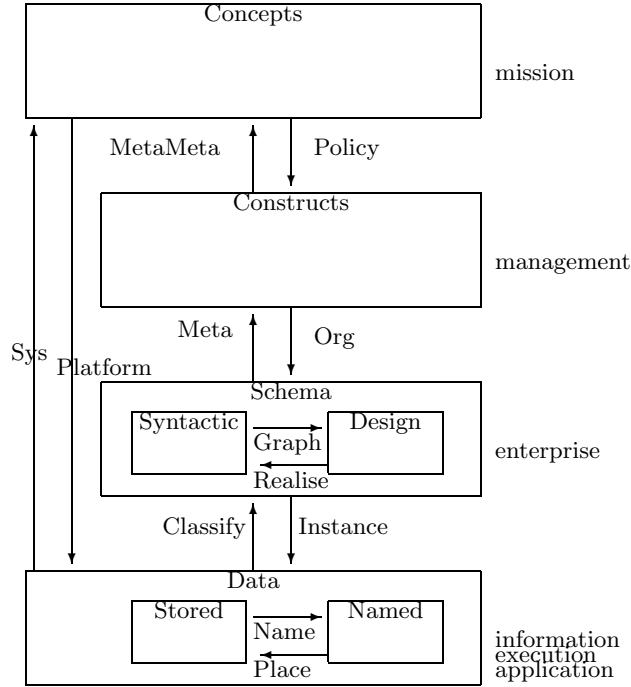 Concepts
mission
MetaMeta Policy
Constructs
management
Meta Org
Sys Platform
Schema
Syntactic Design
Graph
enterprise
Realise
Classify Instance
Data
Stored Named
Name
information
execution
Place
application